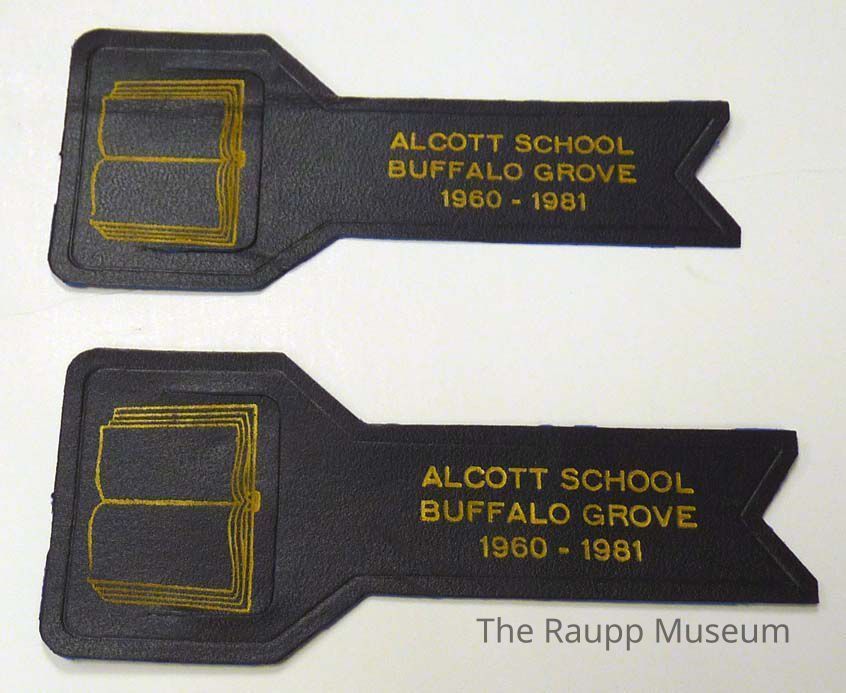 ALCOTT SCHOOL
BUFFALO GROVE
1960 - 1981
ALCOTT SCHOOL
BUFFALO GROVE
1960 - 1981
The Raupp Museum